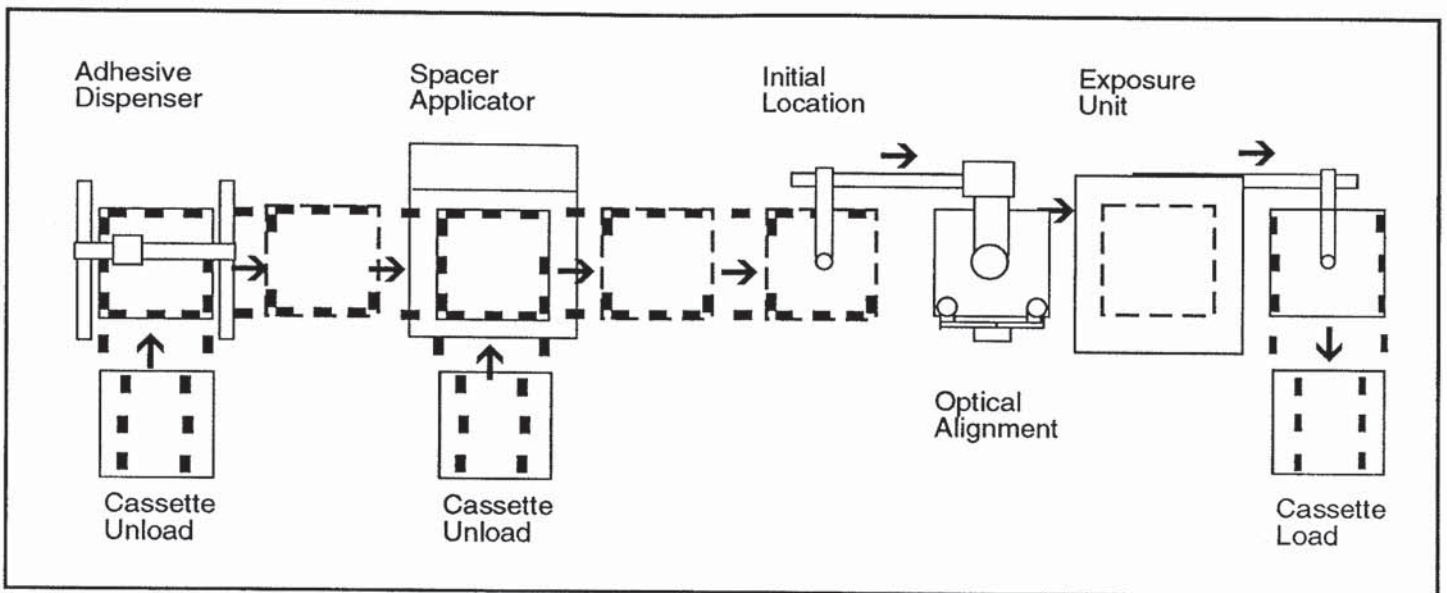 Adhesive
Dispenser
Spacer
Applicator
Initial
Location
Exposure
Unit
Optical
Alignment
Cassette
Unload
Cassette
Unload
Cassette
Load